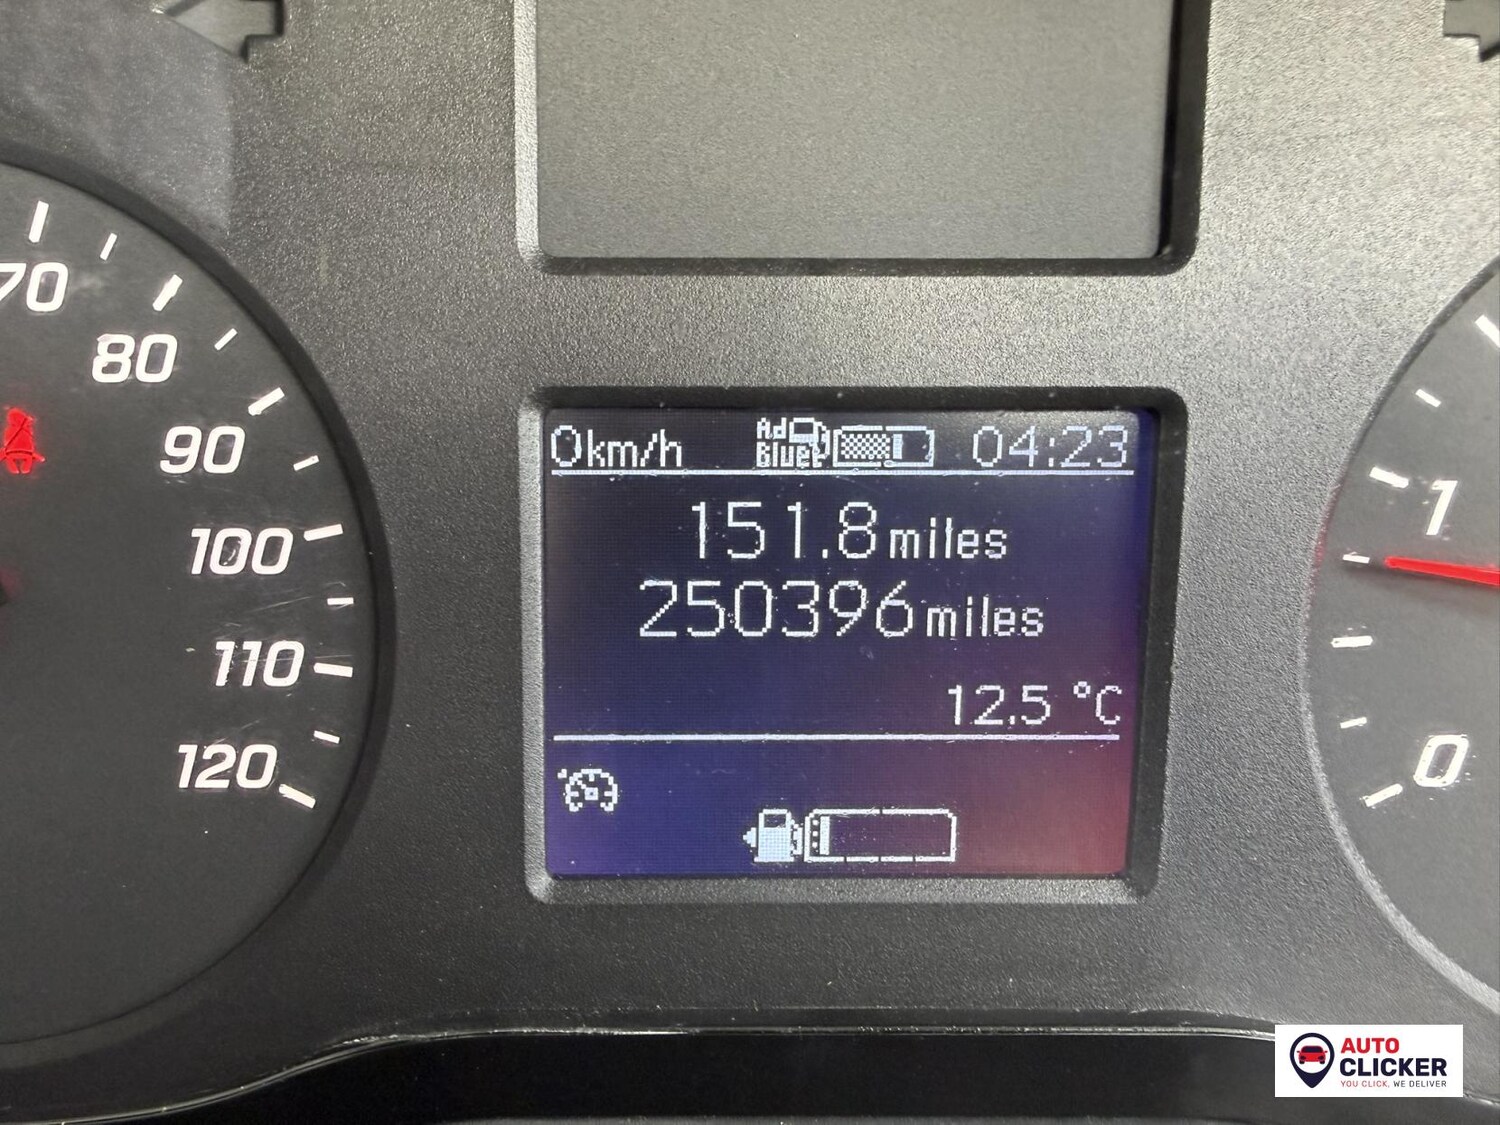 70
80
90
100
110
120
0km/h
Ad
Blue
04:23
151.8 miles
250396 miles
12.5 °C
1
0
AUTO
CLICKER
YOU CLICK, WE DELIVER